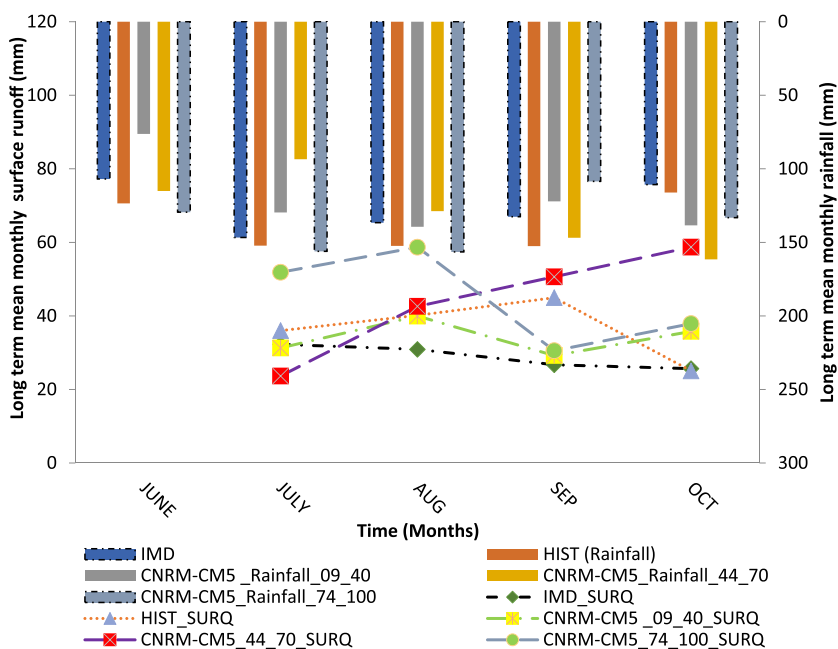 120
100
80
60
40
20
0
Long term mean monthly surface runoff (mm)
0
50
100
150
200
250
300
Long term mean monthly rainfall (mm)
JUNE
JULY
AUG
SEP
OCT
Time (Months)
IMD
HIST (Rainfall)
CNRM-CM5 _Rainfall_09_40
CNRM-CM5_Rainfall_44_70
CNRM-CM5_Rainfall_74_100
IMD_SURQ
HIST_SURQ
CNRM-CM5 _09_40_SURQ
CNRM-CM5_44_70_SURQ
CNRM-CM5_74_100_SURQ